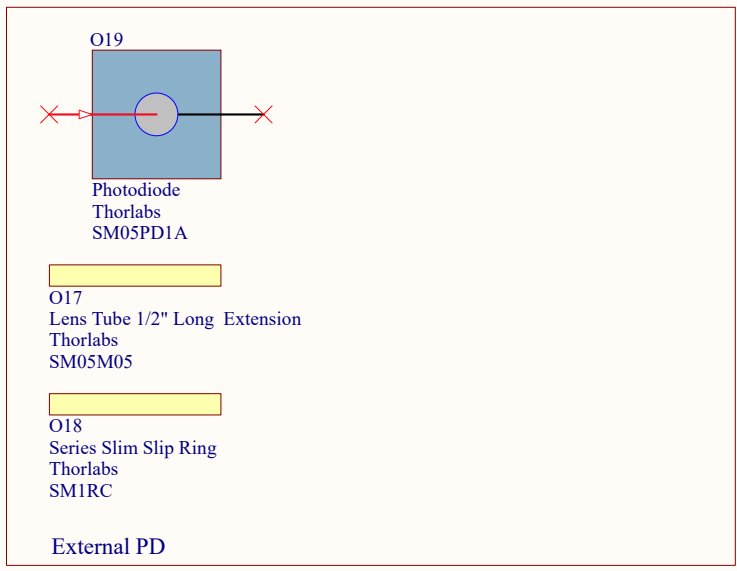 O19
Photodiode
Thorlabs
SM05PD1A
O17
Lens Tube 1/2" Long  Extension
Thorlabs
SM05M05
O18
Series Slim Slip Ring
Thorlabs
SM1RC
External PD